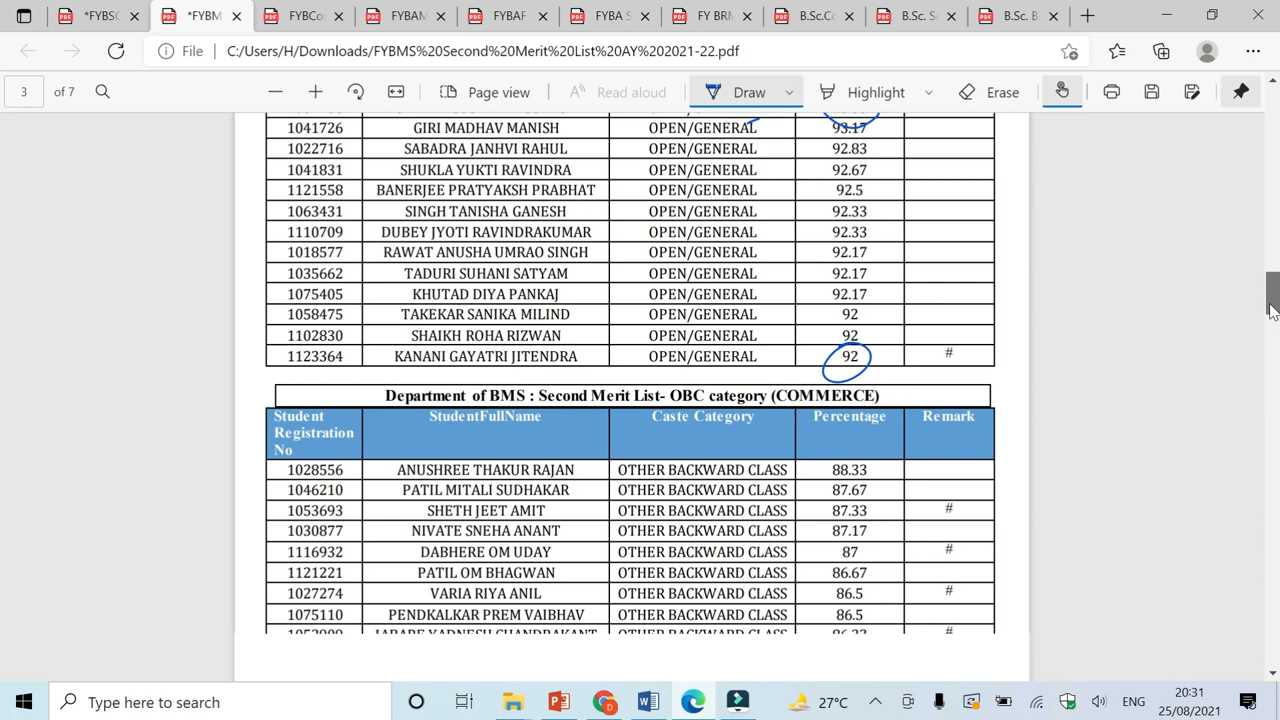 *FYBSC
*FYBM
FYBCo
FYBAM
FYBAF
FYBA S
FY BRM
B.Sc.Co
B.Sc. S
B.Sc. B
File C:/Users/H/Downloads/FYBMS%20Second%20Merit%20List%20AY%202021-22.pdf
3 of 7 Page view Read aloud Draw Highlight Erase
1041726 GIRI MADHAV MANISH OPEN/GENERAL 93.17
1022716 SABADRA JANHVI RAHUL OPEN/GENERAL 92.83
1041831 SHUKLA YUKTI RAVINDRA OPEN/GENERAL 92.67
1121558 BANERJEE PRATYAKSH PRABHAT OPEN/GENERAL 92.5
1063431 SINGH TANISHA GANESH OPEN/GENERAL 92.33
1110709 DUBEY JYOTI RAVINDRAKUMAR OPEN/GENERAL 92.33
1018577 RAWAT ANUSHA UMRAO SINGH OPEN/GENERAL 92.17
1035662 TADURI SUHANI SATYAM OPEN/GENERAL 92.17
1075405 KHUTAD DIYA PANKAJ OPEN/GENERAL 92.17
1058475 TAKEKAR SANIKA MILIND OPEN/GENERAL 92
1102830 SHAIKH ROHA RIZWAN OPEN/GENERAL 92
1123364 KANANI GAYATRI JITENDRA OPEN/GENERAL 92 #
Department of BMS : Second Merit List- OBC category (COMMERCE)
Student Registration No StudentFullName Caste Category Percentage Remark
1028556 ANUSHREE THAKUR RAJAN OTHER BACKWARD CLASS 88.33
1046210 PATIL MITALI SUDHAKAR OTHER BACKWARD CLASS 87.67
1053693 SHETH JEET AMIT OTHER BACKWARD CLASS 87.33 #
1030877 NIVATE SNEHA ANANT OTHER BACKWARD CLASS 87.17
1116932 DABHERE OM UDAY OTHER BACKWARD CLASS 87 #
1121221 PATIL OM BHAGWAN OTHER BACKWARD CLASS 86.67
1027274 VARIA RIYA ANIL OTHER BACKWARD CLASS 86.5 #
1075110 PENDKALKAR PREM VAIBHAV OTHER BACKWARD CLASS 86.5
Type here to search 27°C ENG 20:31
25/08/2021